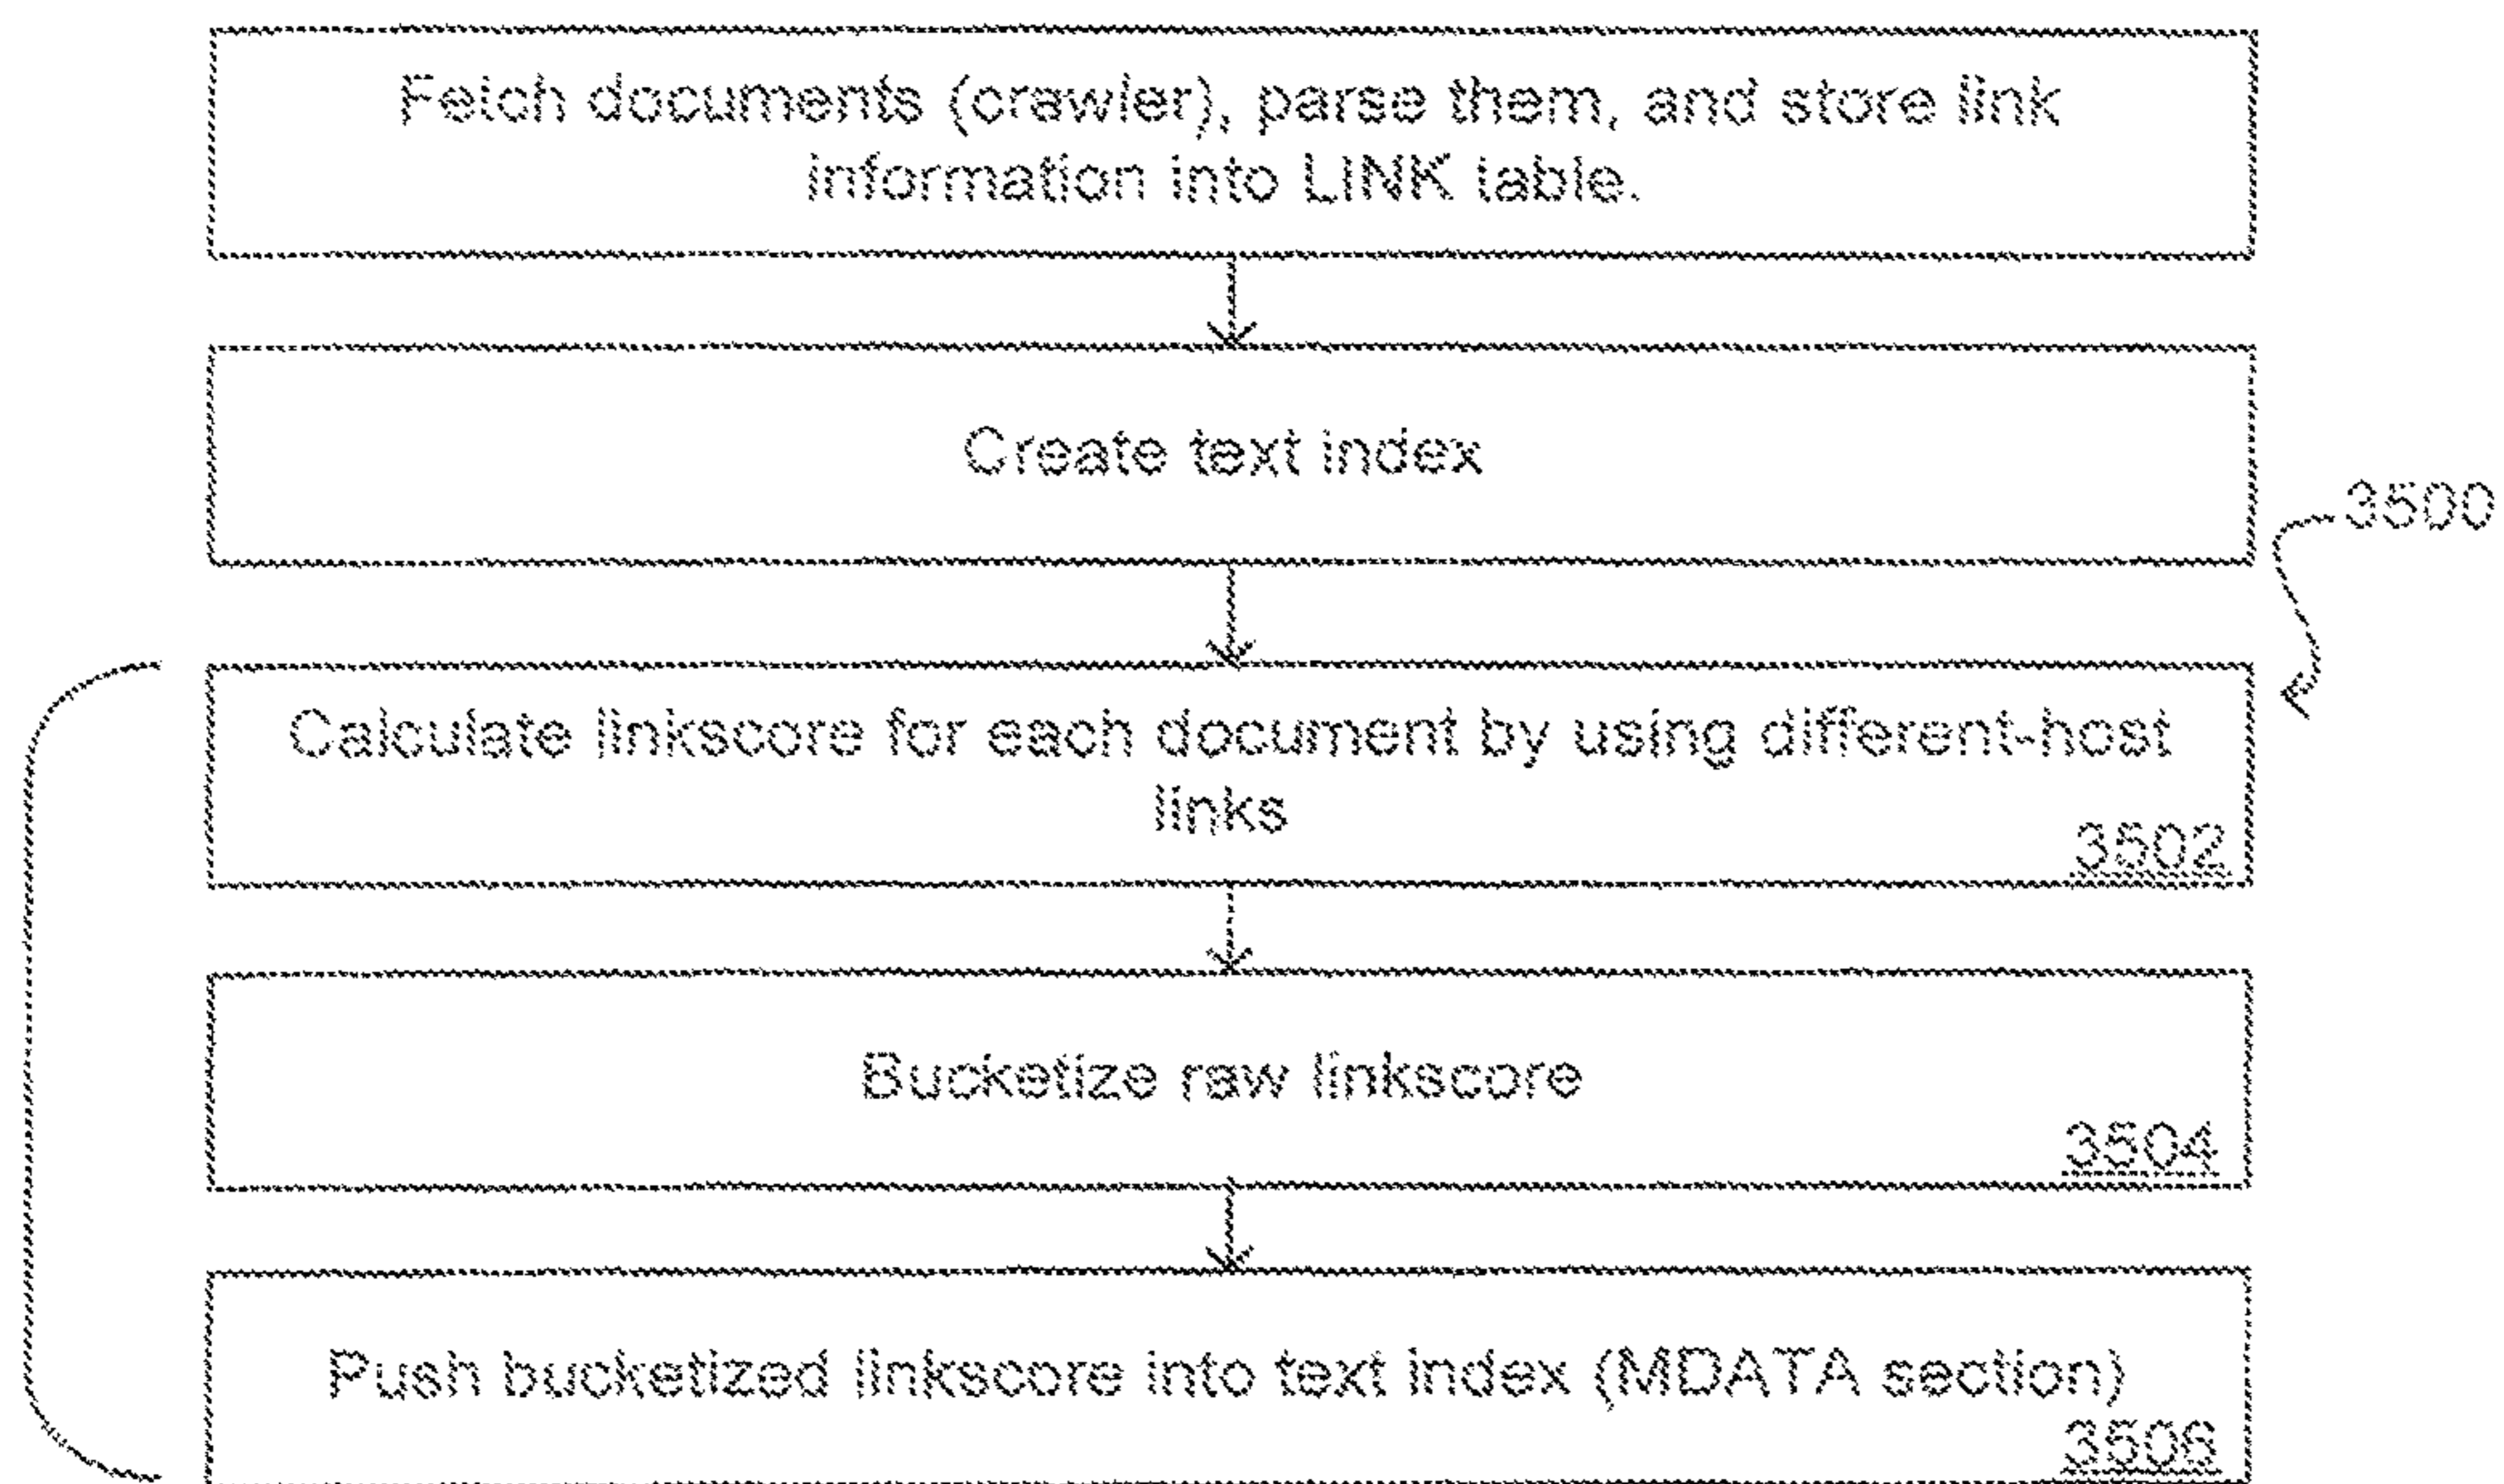 Fetch documents (crawler), parse them, and store link
information into LINK table.
Create text index
3500
Calculate linkscore for each document by using different-host
links
3502
Bucketize raw linkscore
3504
Push bucketized linkscore into text index (MDATA section)
3506